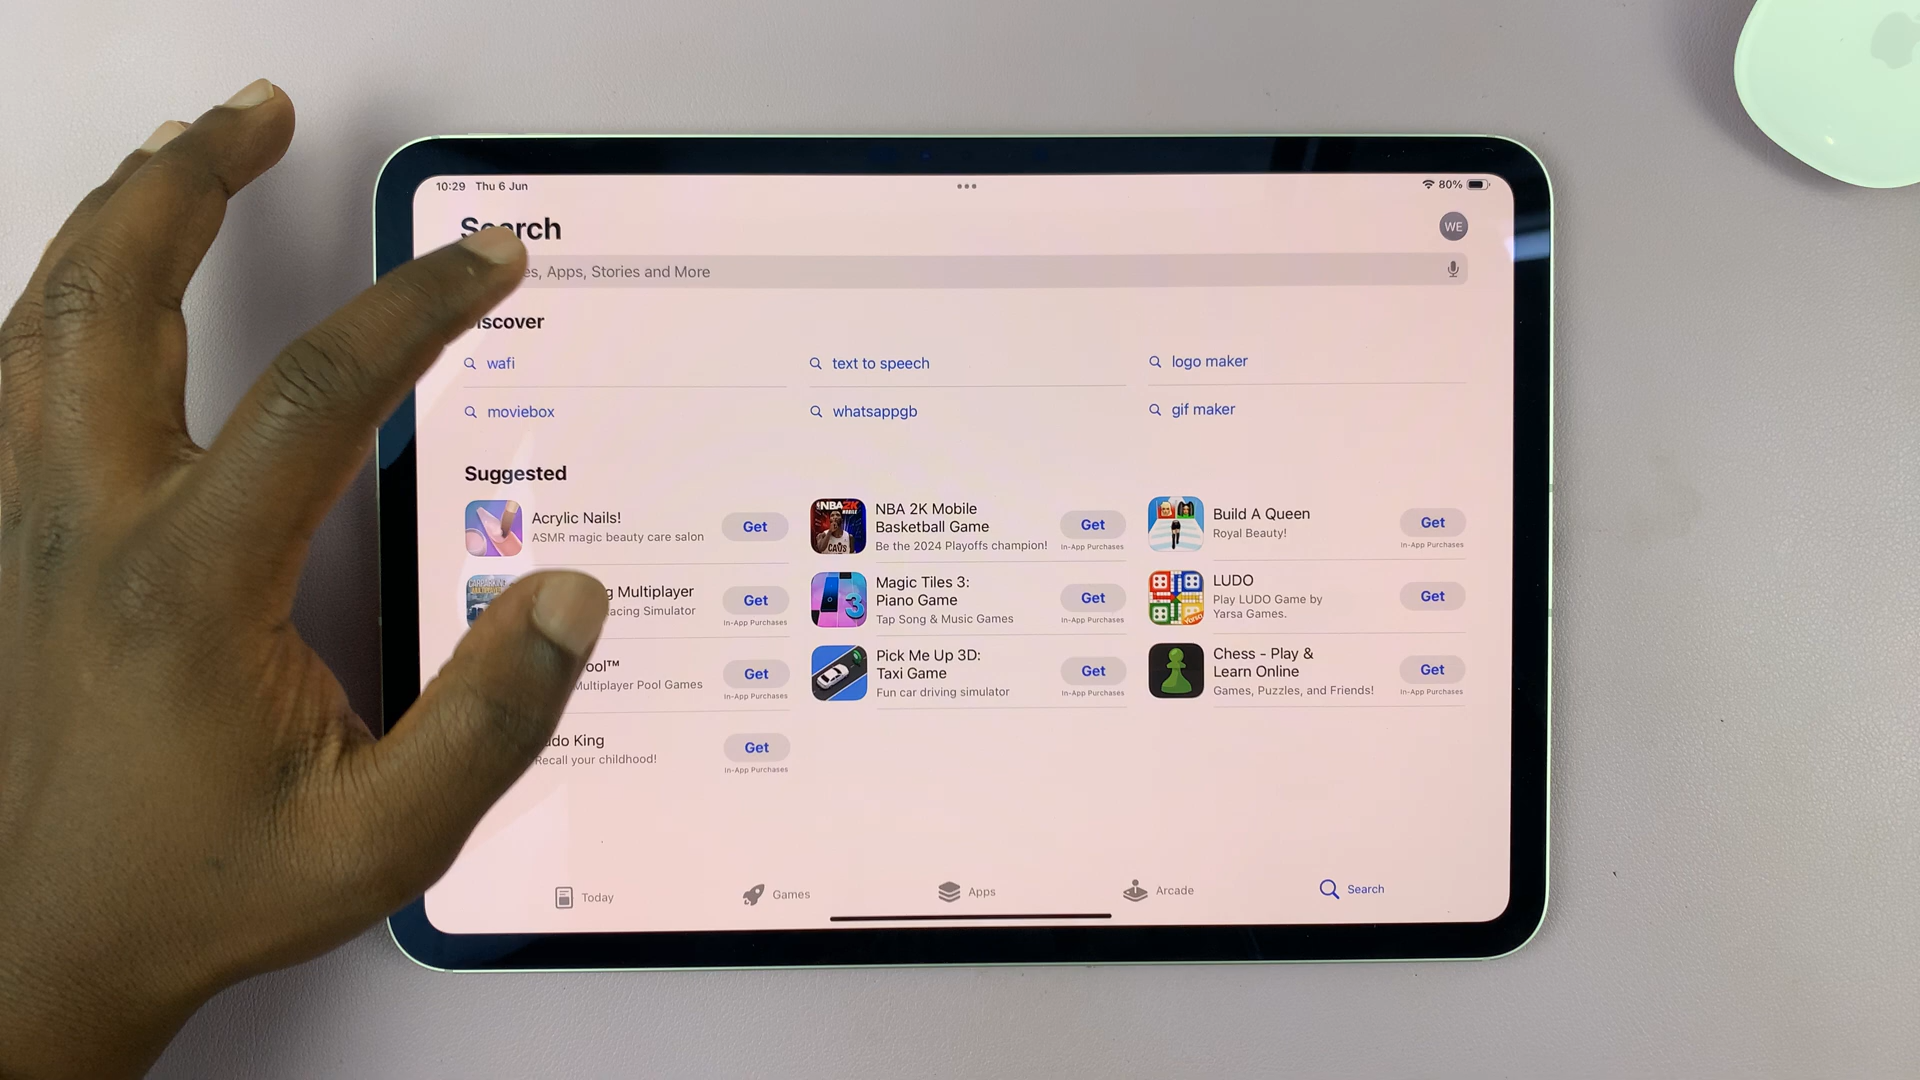 10:29 Thu 6 Jun
80%
Search
WE
Apps, Stories and More
Discover
wafi
text to speech
logo maker
moviebox
whatsappgb
gif maker
Suggested
Acrylic Nails!
ASMR magic beauty care salon
Get
NBA 2K Mobile
Basketball Game
Be the 2024 Playoffs champion!
Get
In-App Purchases
Build A Queen
Royal Beauty!
Get
In-App Purchases
Multiplayer
Simulator
Get
In-App Purchases
Magic Tiles 3:
Piano Game
Tap Song & Music Games
Get
In-App Purchases
LUDO
Play LUDO Game by
Yarsa Games.
Get
Multiplayer Pool Games
Get
In-App Purchases
Pick Me Up 3D:
Taxi Game
Fun car driving simulator
Get
In-App Purchases
Chess - Play &
Learn Online
Games, Puzzles, and Friends!
Get
In-App Purchases
King
Recall your childhood!
Get
In-App Purchases
Today
Games
Apps
Arcade
Search